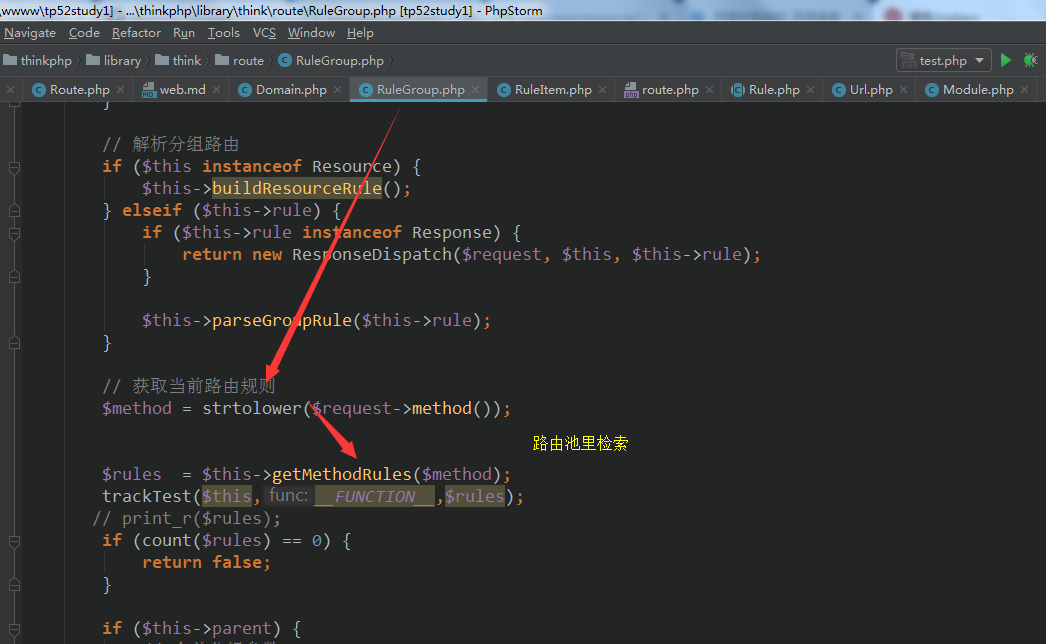 \wwww\tp52study1] - ...\thinkphp\library\think\route\RuleGroup.php [tp52study1] - PhpStorm
Navigate Code Refactor Run Tools VCS Window Help
thinkphp library think route RuleGroup.php test.php
Route.php web.md Domain.php RuleGroup.php RuleItem.php route.php Rule.php Url.php Module.php
}
// 解析分组路由
if ($this instanceof Resource) {
$this->buildResourceRule();
} elseif ($this->rule) {
if ($this->rule instanceof Response) {
return new ResponseDispatch($request, $this, $this->rule);
}
$this->parseGroupRule($this->rule);
}
// 获取当前路由规则
$method = strtolower($request->method());
路由池里检索
$rules = $this->getMethodRules($method);
trackTest($this, func: __FUNCTION__,$rules);
// print_r($rules);
if (count($rules) == 0) {
return false;
}
if ($this->parent) {